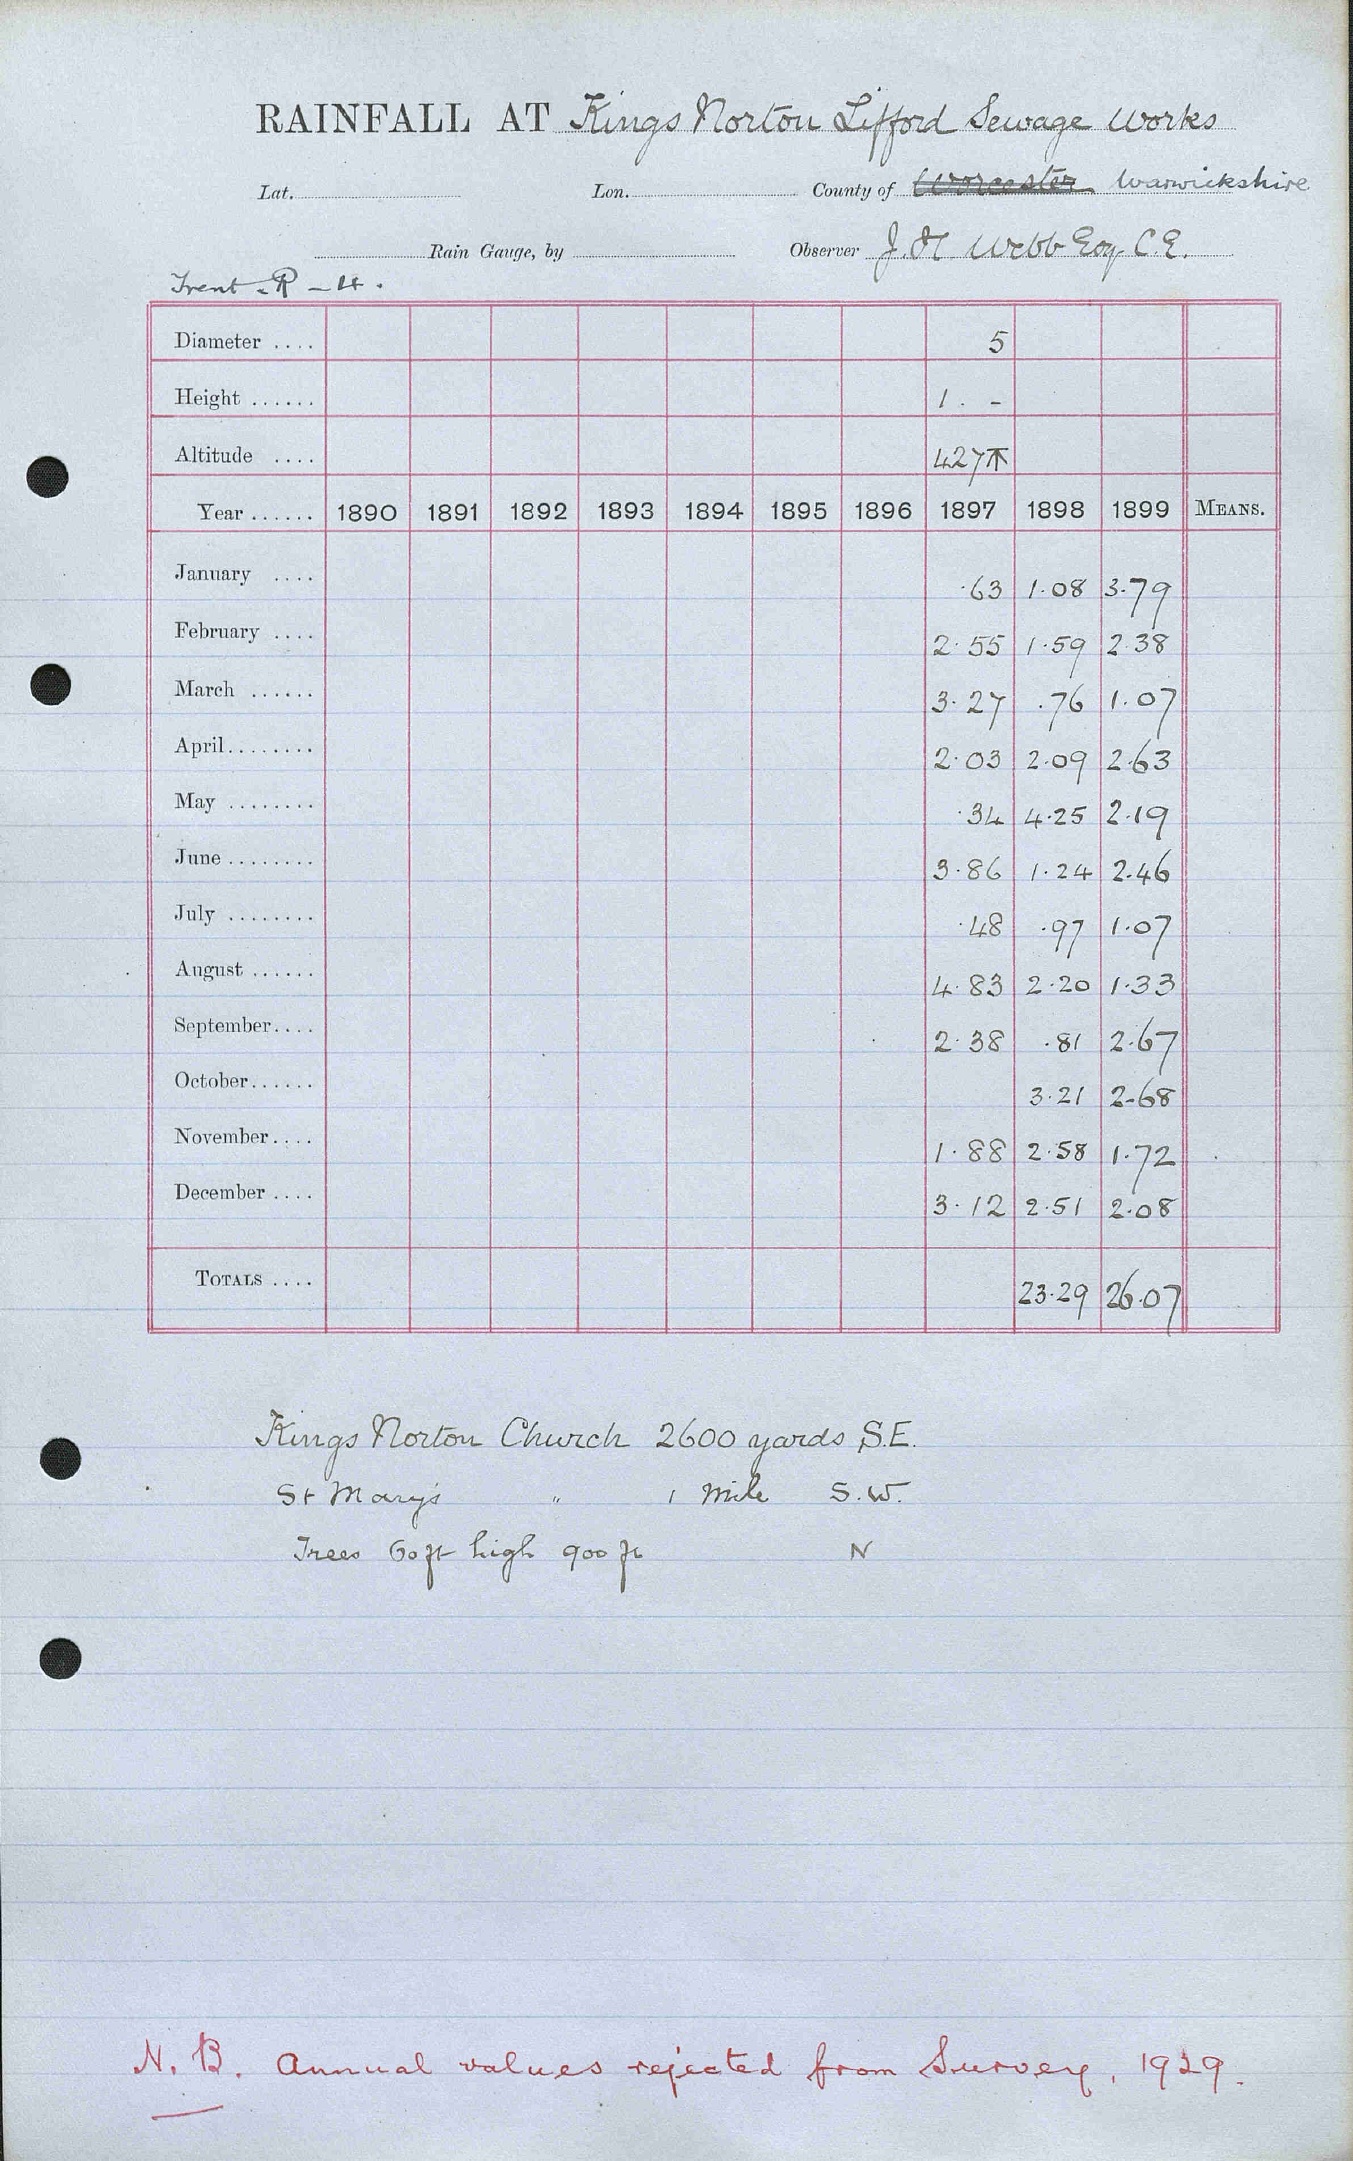 RAINFALL AT Kings Norton Lifford Sewage Works
Lat. Lon. County of Worcester Warwickshire
Rain Gauge, by Observer J. H Webb Esq C.E.
Trent - R - 4.
Diameter .... 5
Height ...... 1 . -
Altitude .... 427
Year ...... 1890 1891 1892 1893 1894 1895 1896 1897 1898 1899 MEANS.
January .... ·63 1·08 3·79
February .... 2·55 1·59 2·38
March ...... 3·27 ·76 1·07
April........ 2·03 2·09 2·63
May ........ ·34 4·25 2·19
June ........ 3·86 1·24 2·46
July ........ ·48 ·97 1·07
August ...... 4·83 2·20 1·33
September.... 2·38 ·81 2·67
October...... 3·21 2·68
November.... 1·88 2·58 1·72
December .... 3·12 2·51 2·08
TOTALS .... 23·29 26·07
Kings Norton Church 2600 yards S.E.
St Mary's " 1 Mile S.W.
Trees 60 ft high 900 ft N
N. B. Annual values rejected from Survey, 1929.